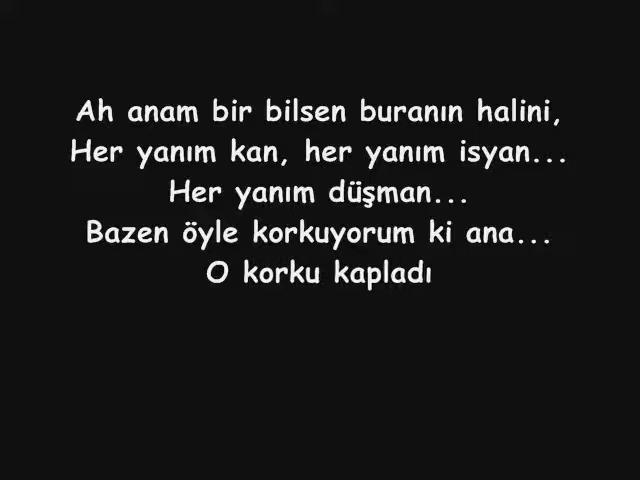 Ah anam bir bilsen buranın halini,
Her yanım kan, her yanım isyan...
Her yanım düşman...
Bazen öyle korkuyorum ki ana...
O korku kapladı